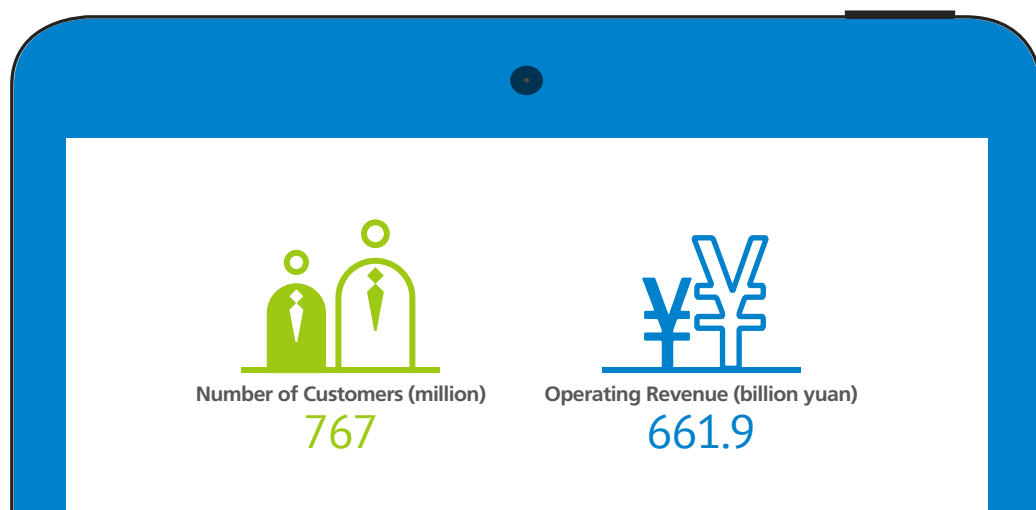 Number of Customers (million)
767
Operating Revenue (billion yuan)
661.9